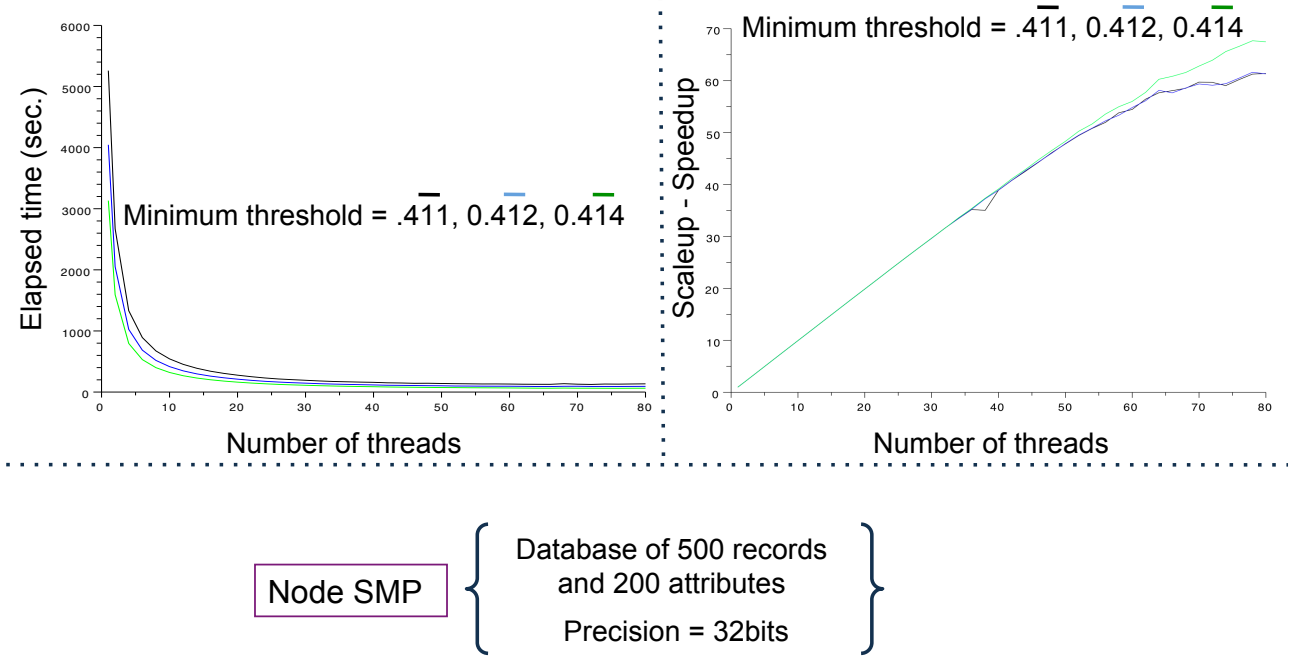 6000
5000
4000
3000
2000
1000
0
Elapsed time (sec.)
Minimum threshold = .411, 0.412, 0.414
0 10 20 30 40 50 60 70 80
Number of threads
Minimum threshold = .411, 0.412, 0.414
70
60
50
40
30
20
10
0
Scaleup - Speedup
0 10 20 30 40 50 60 70 80
Number of threads
Node SMP
Database of 500 records
and 200 attributes
Precision = 32bits